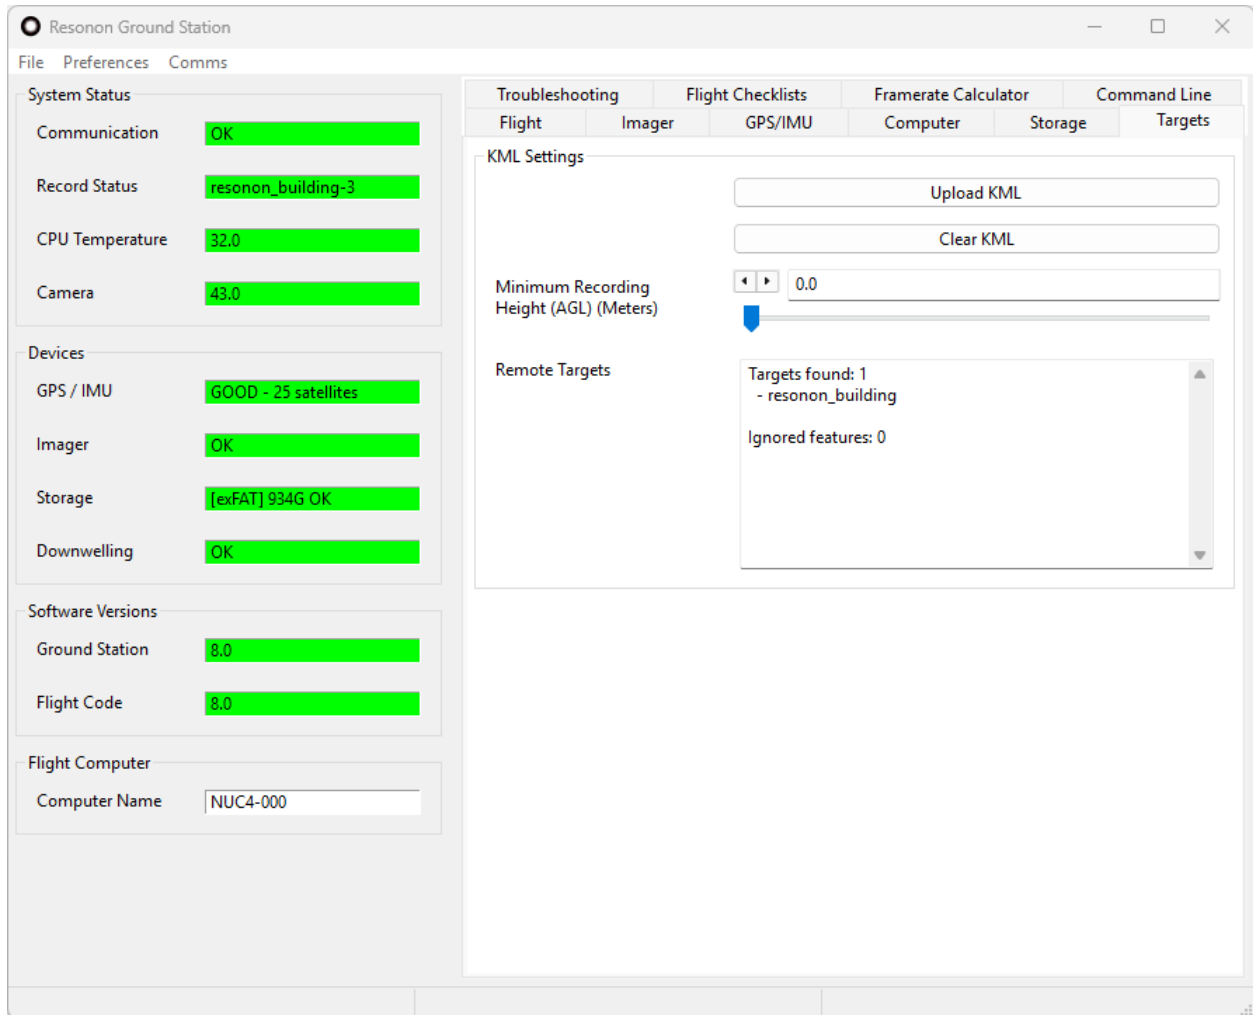 Resonon Ground Station
File Preferences Comms
System Status
Communication OK
Record Status resonon_building-3
CPU Temperature 32.0
Camera 43.0
Devices
GPS / IMU GOOD - 25 satellites
Imager OK
Storage [exFAT] 934G OK
Downwelling OK
Software Versions
Ground Station 8.0
Flight Code 8.0
Flight Computer
Computer Name NUC4-000
Troubleshooting Flight Checklists Framerate Calculator Command Line
Flight Imager GPS/IMU Computer Storage Targets
KML Settings
Upload KML
Clear KML
Minimum Recording
Height (AGL) (Meters)
0.0
Remote Targets
Targets found: 1
- resonon_building
Ignored features: 0